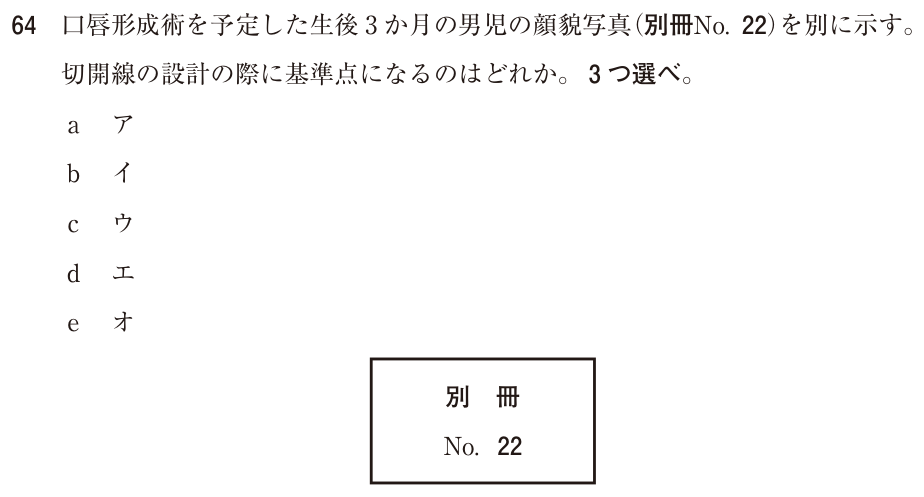 64 口唇形成術を予定した生後3か月の男児の顔貌写真(別冊No. 22)を別に示す。
切開線の設計の際に基準点になるのはどれか。3つ選べ。
a ア
b イ
c ウ
d エ
e オ
別 冊
No. 22